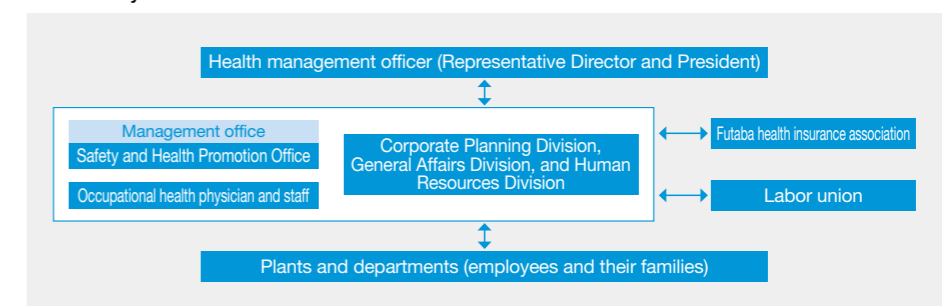 Health management officer (Representative Director and President)
Management office
Safety and Health Promotion Office
Occupational health physician and staff
Corporate Planning Division,
General Affairs Division, and Human
Resources Division
Futaba health insurance association
Labor union
Plants and departments (employees and their families)